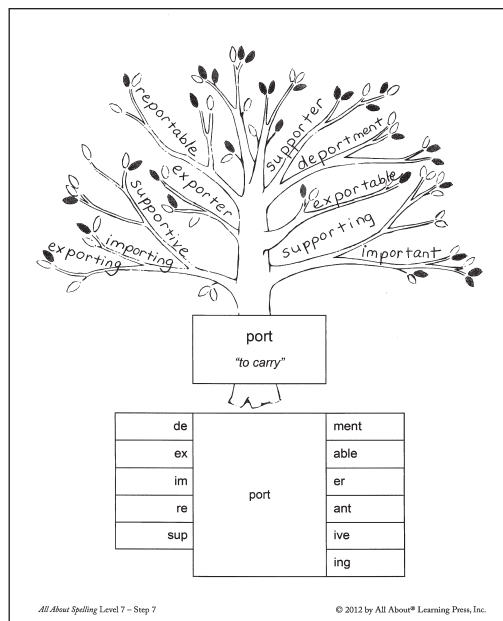 reportable
supporter
deportment
exporter
exportable
supportive
supporting
importing
exporting
important
port
"to carry"
de
ex
im
re
sup
port
ment
able
er
ant
ive
ing
All About Spelling Level 7 – Step 7
© 2012 by All About® Learning Press, Inc.